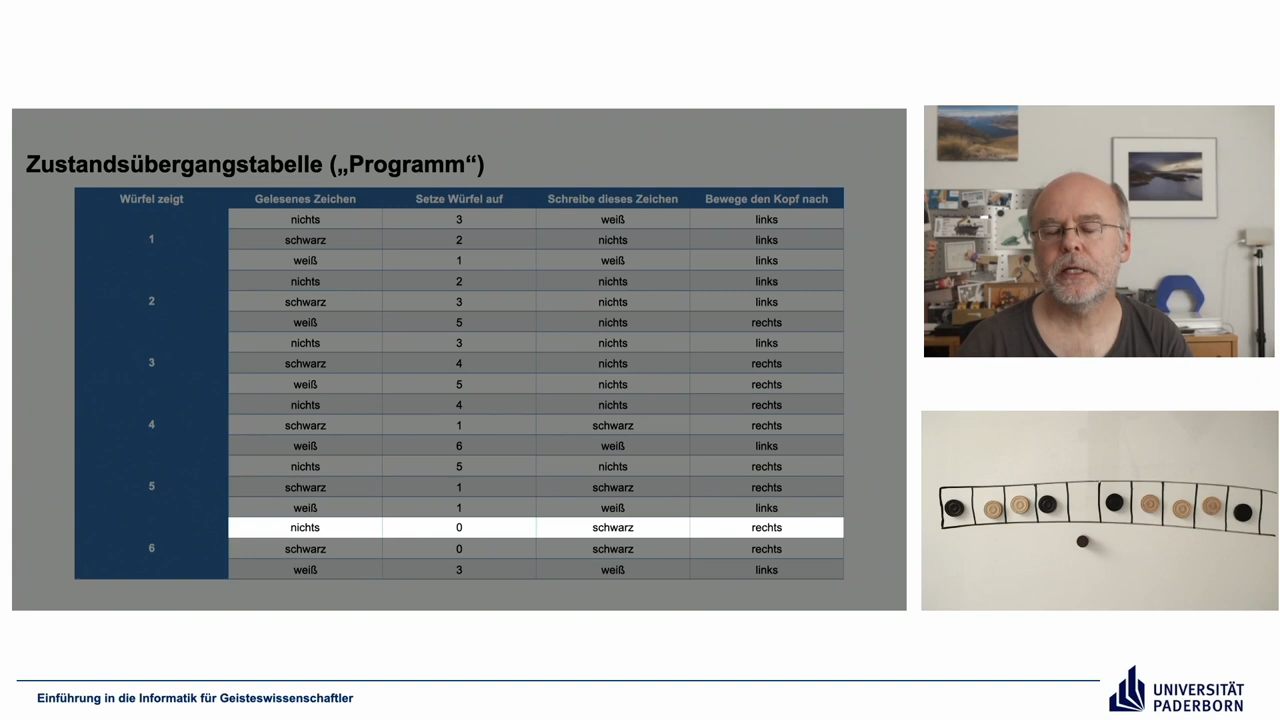 Zustandsübergangstabelle („Programm“)
Würfel zeigt Gelesenes Zeichen Setze Würfel auf Schreibe dieses Zeichen Bewege den Kopf nach
nichts 3 weiß links
1 schwarz 2 nichts links
weiß 1 weiß links
nichts 2 nichts links
2 schwarz 3 nichts links
weiß 5 nichts rechts
nichts 3 nichts links
3 schwarz 4 nichts rechts
weiß 5 nichts rechts
nichts 4 nichts rechts
4 schwarz 1 schwarz rechts
weiß 6 weiß links
nichts 5 nichts rechts
5 schwarz 1 schwarz rechts
weiß 1 weiß links
nichts 0 schwarz rechts
6 schwarz 0 schwarz rechts
weiß 3 weiß links
Einführung in die Informatik für Geisteswissenschaftler
UNIVERSITÄT
PADERBORN